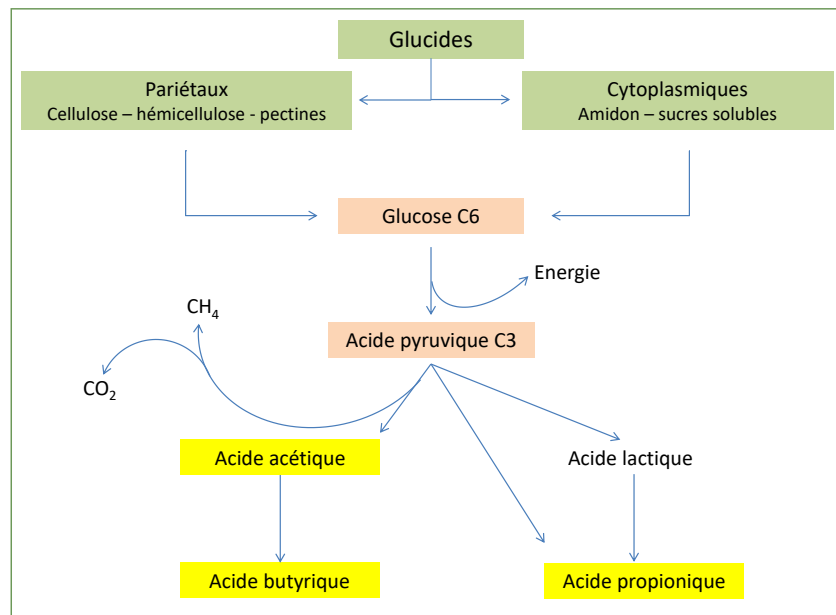 Glucides
Pariétaux
Cellulose – hémicellulose - pectines
Cytoplasmiques
Amidon – sucres solubles
Glucose C6
Energie
CH₄
Acide pyruvique C3
CO₂
Acide acétique
Acide lactique
Acide butyrique
Acide propionique